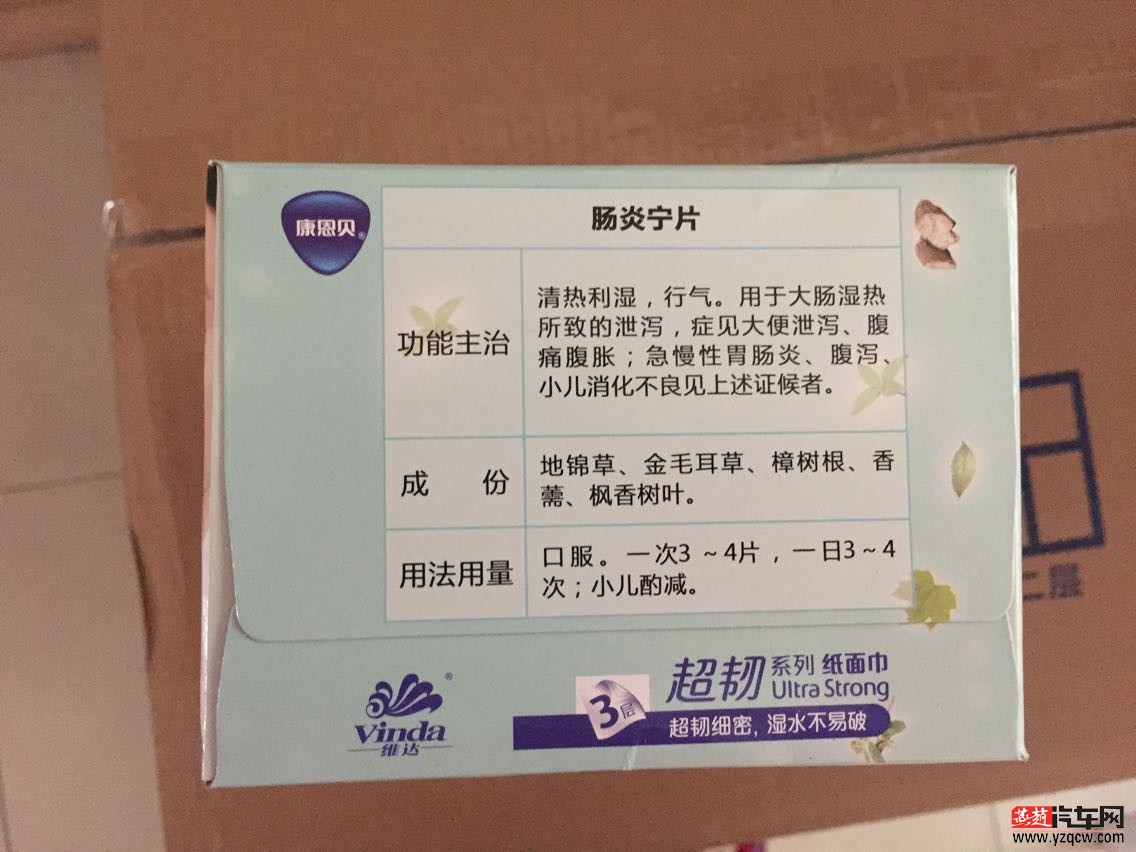 康恩贝®
肠炎宁片
功能主治
清热利湿，行气。用于大肠湿热
所致的泄泻，症见大便泄泻、腹
痛腹胀；急慢性胃肠炎、腹泻、
小儿消化不良见上述证候者。
成 份
地锦草、金毛耳草、樟树根、香
薷、枫香树叶。
用法用量
口服。一次3～4片，一日3～4
次；小儿酌减。
二层
Vinda®
维达
3层
超韧系列 纸面巾
Ultra Strong
超韧细密, 湿水不易破
汽车网
www.yzqcw.com